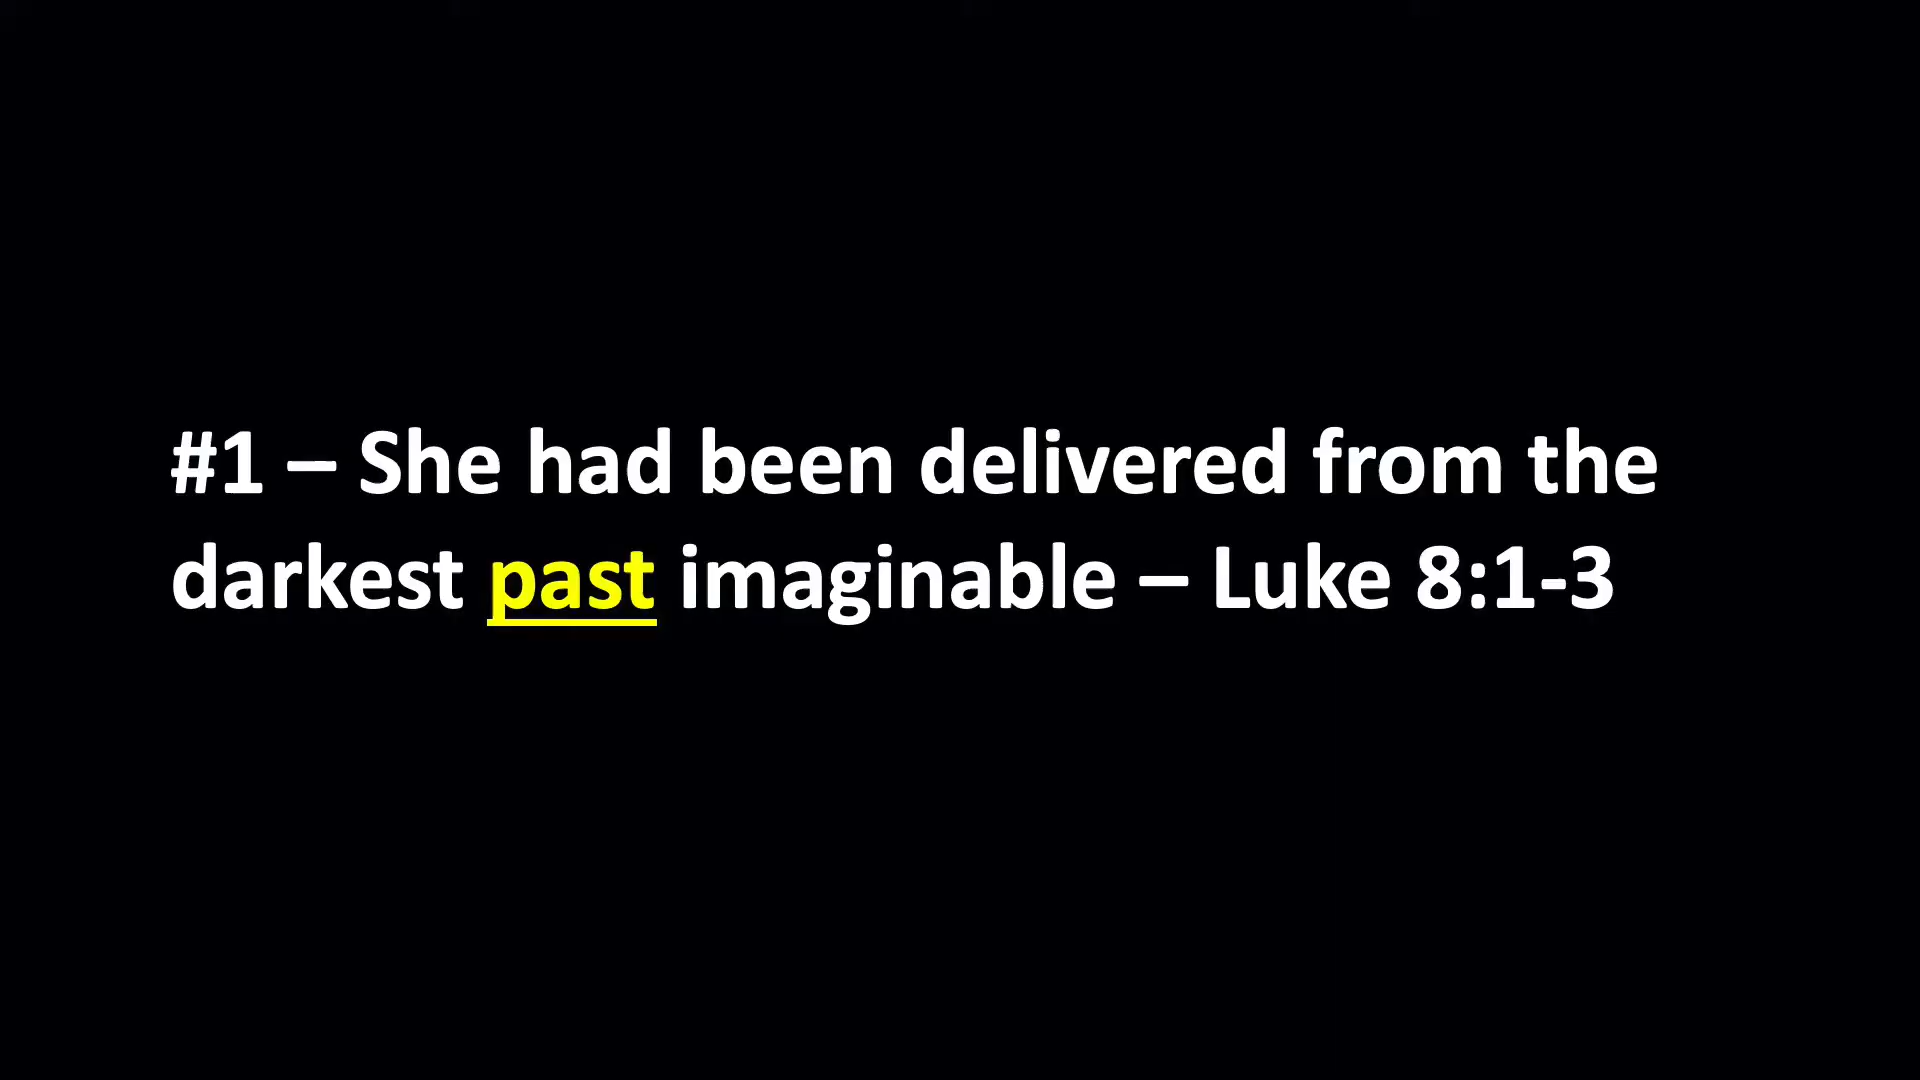 #1 – She had been delivered from the
darkest past imaginable – Luke 8:1-3